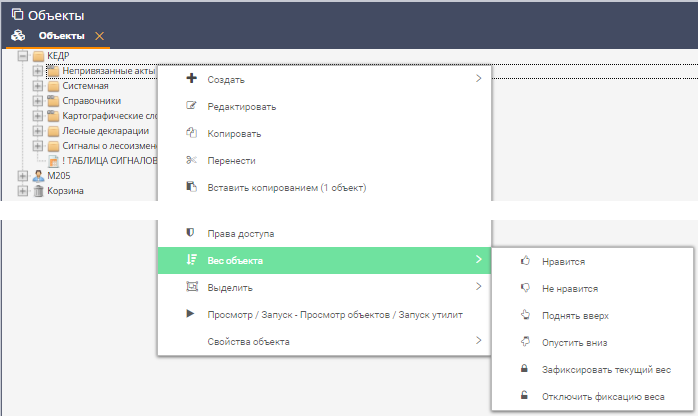 Объекты
Объекты
КЕДР
Непривязанные акты
Системная
Справочники
Картографические сло
Лесные декларации
Сигналы о лесоизмене
! ТАБЛИЦА СИГНАЛОВ
М205
Корзина
Создать
Редактировать
Копировать
Перенести
Вставить копированием (1 объект)
Права доступа
Вес объекта
Выделить
Просмотр / Запуск - Просмотр объектов / Запуск утилит
Свойства объекта
Нравится
Не нравится
Поднять вверх
Опустить вниз
Зафиксировать текущий вес
Отключить фиксацию веса